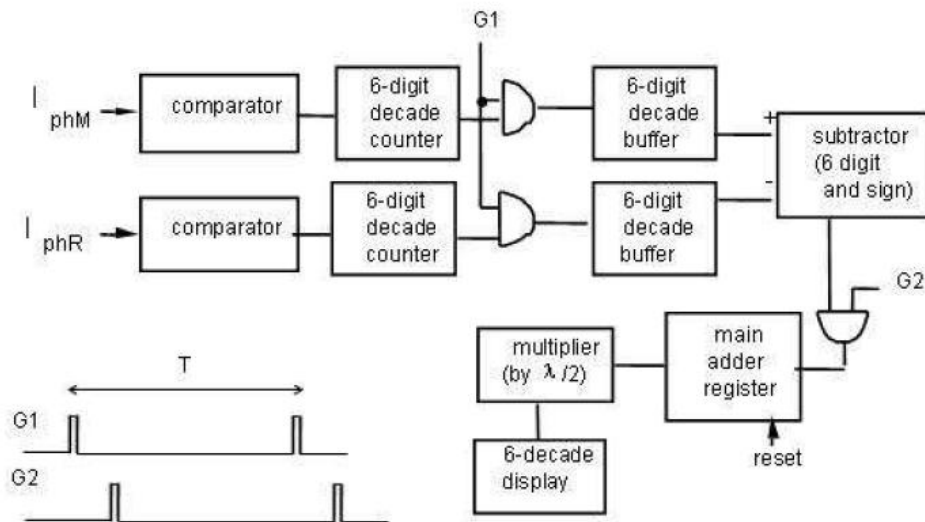 G1
I phM
comparator
6-digit
decade
counter
6-digit
decade
buffer
+
-
subtractor
(6 digit
and sign)
I phR
comparator
6-digit
decade
counter
6-digit
decade
buffer
G2
main
adder
register
reset
multiplier
(by λ/2)
6-decade
display
T
G1
G2